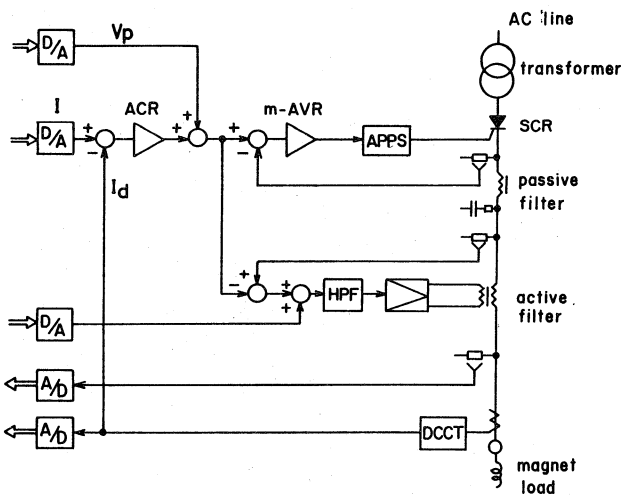 AC line
D/A
Vp
transformer
I
ACR
m-AVR
D/A
+
-
+
+
+
-
APPS
SCR
Id
passive
filter
+
-
+
+
HPF
D/A
active
filter
A/D
A/D
DCCT
magnet
load